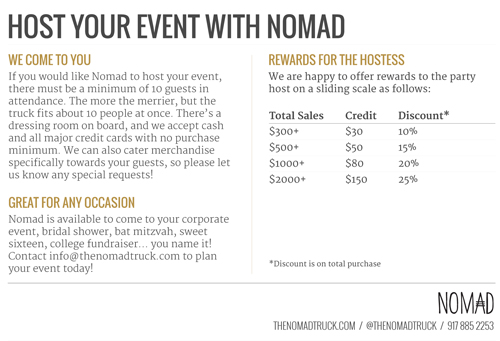 HOST YOUR EVENT WITH NOMAD
WE COME TO YOU
If you would like Nomad to host your event,
there must be a minimum of 10 guests in
attendance. The more the merrier, but the
truck fits about 10 people at once. There's a
dressing room on board, and we accept cash
and all major credit cards with no purchase
minimum. We can also cater merchandise
specifically towards your guests, so please let
us know any special requests!
GREAT FOR ANY OCCASION
Nomad is available to come to your corporate
event, bridal shower, bat mitzvah, sweet
sixteen, college fundraiser... you name it!
Contact info@thenomadtruck.com to plan
your event today!
REWARDS FOR THE HOSTESS
We are happy to offer rewards to the party
host on a sliding scale as follows:
Total Sales Credit Discount*
$300+ $30 10%
$500+ $50 15%
$1000+ $80 20%
$2000+ $150 25%
*Discount is on total purchase
NOMAD
THENOMADTRUCK.COM / @THENOMADTRUCK / 917 885 2253